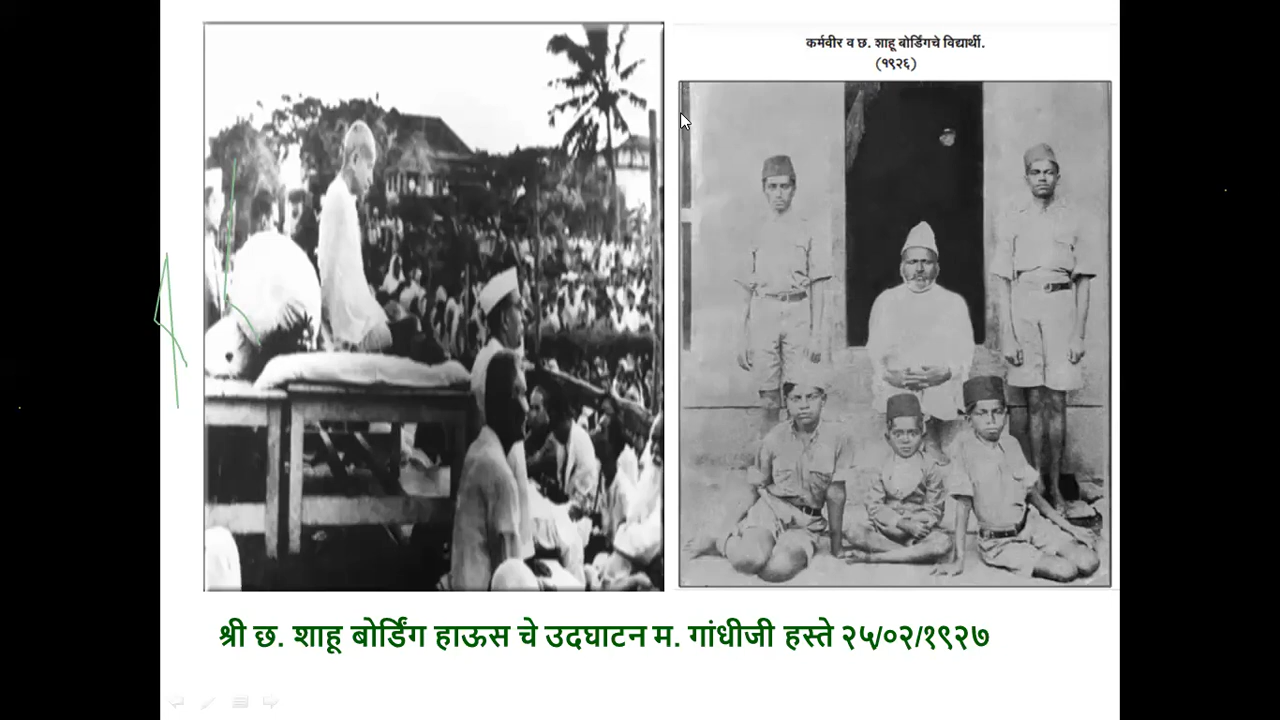 कर्मवीर व छ. शाहू बोर्डिंगचे विद्यार्थी.
(१९२६)
श्री छ. शाहू बोर्डिंग हाऊस चे उदघाटन म. गांधीजी हस्ते २५/०२/१९२७